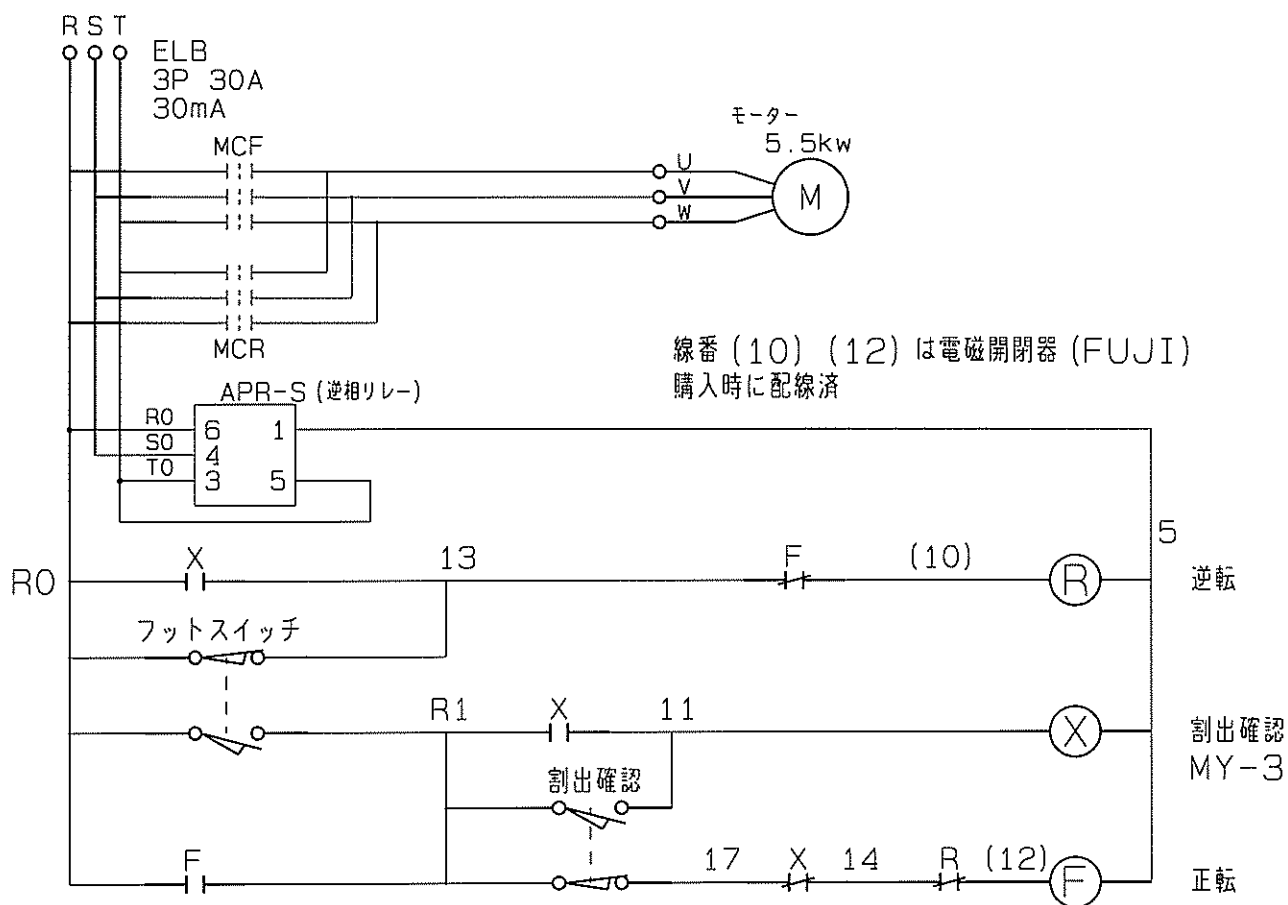 R S T
ELB
3P 30A
30mA
MCF
モーター
5.5kw
U
V
W
M
MCR
線番 (10) (12) は電磁開閉器 (FUJI)
購入時に配線済
APR-S (逆相リレー)
R0 6 1
S0 4
T0 3 5
5
R0 X 13 F (10) R 逆転
フットスイッチ
R1 X 11 X 割出確認
MY-3
割出確認
F 17 X 14 R (12) F 正転